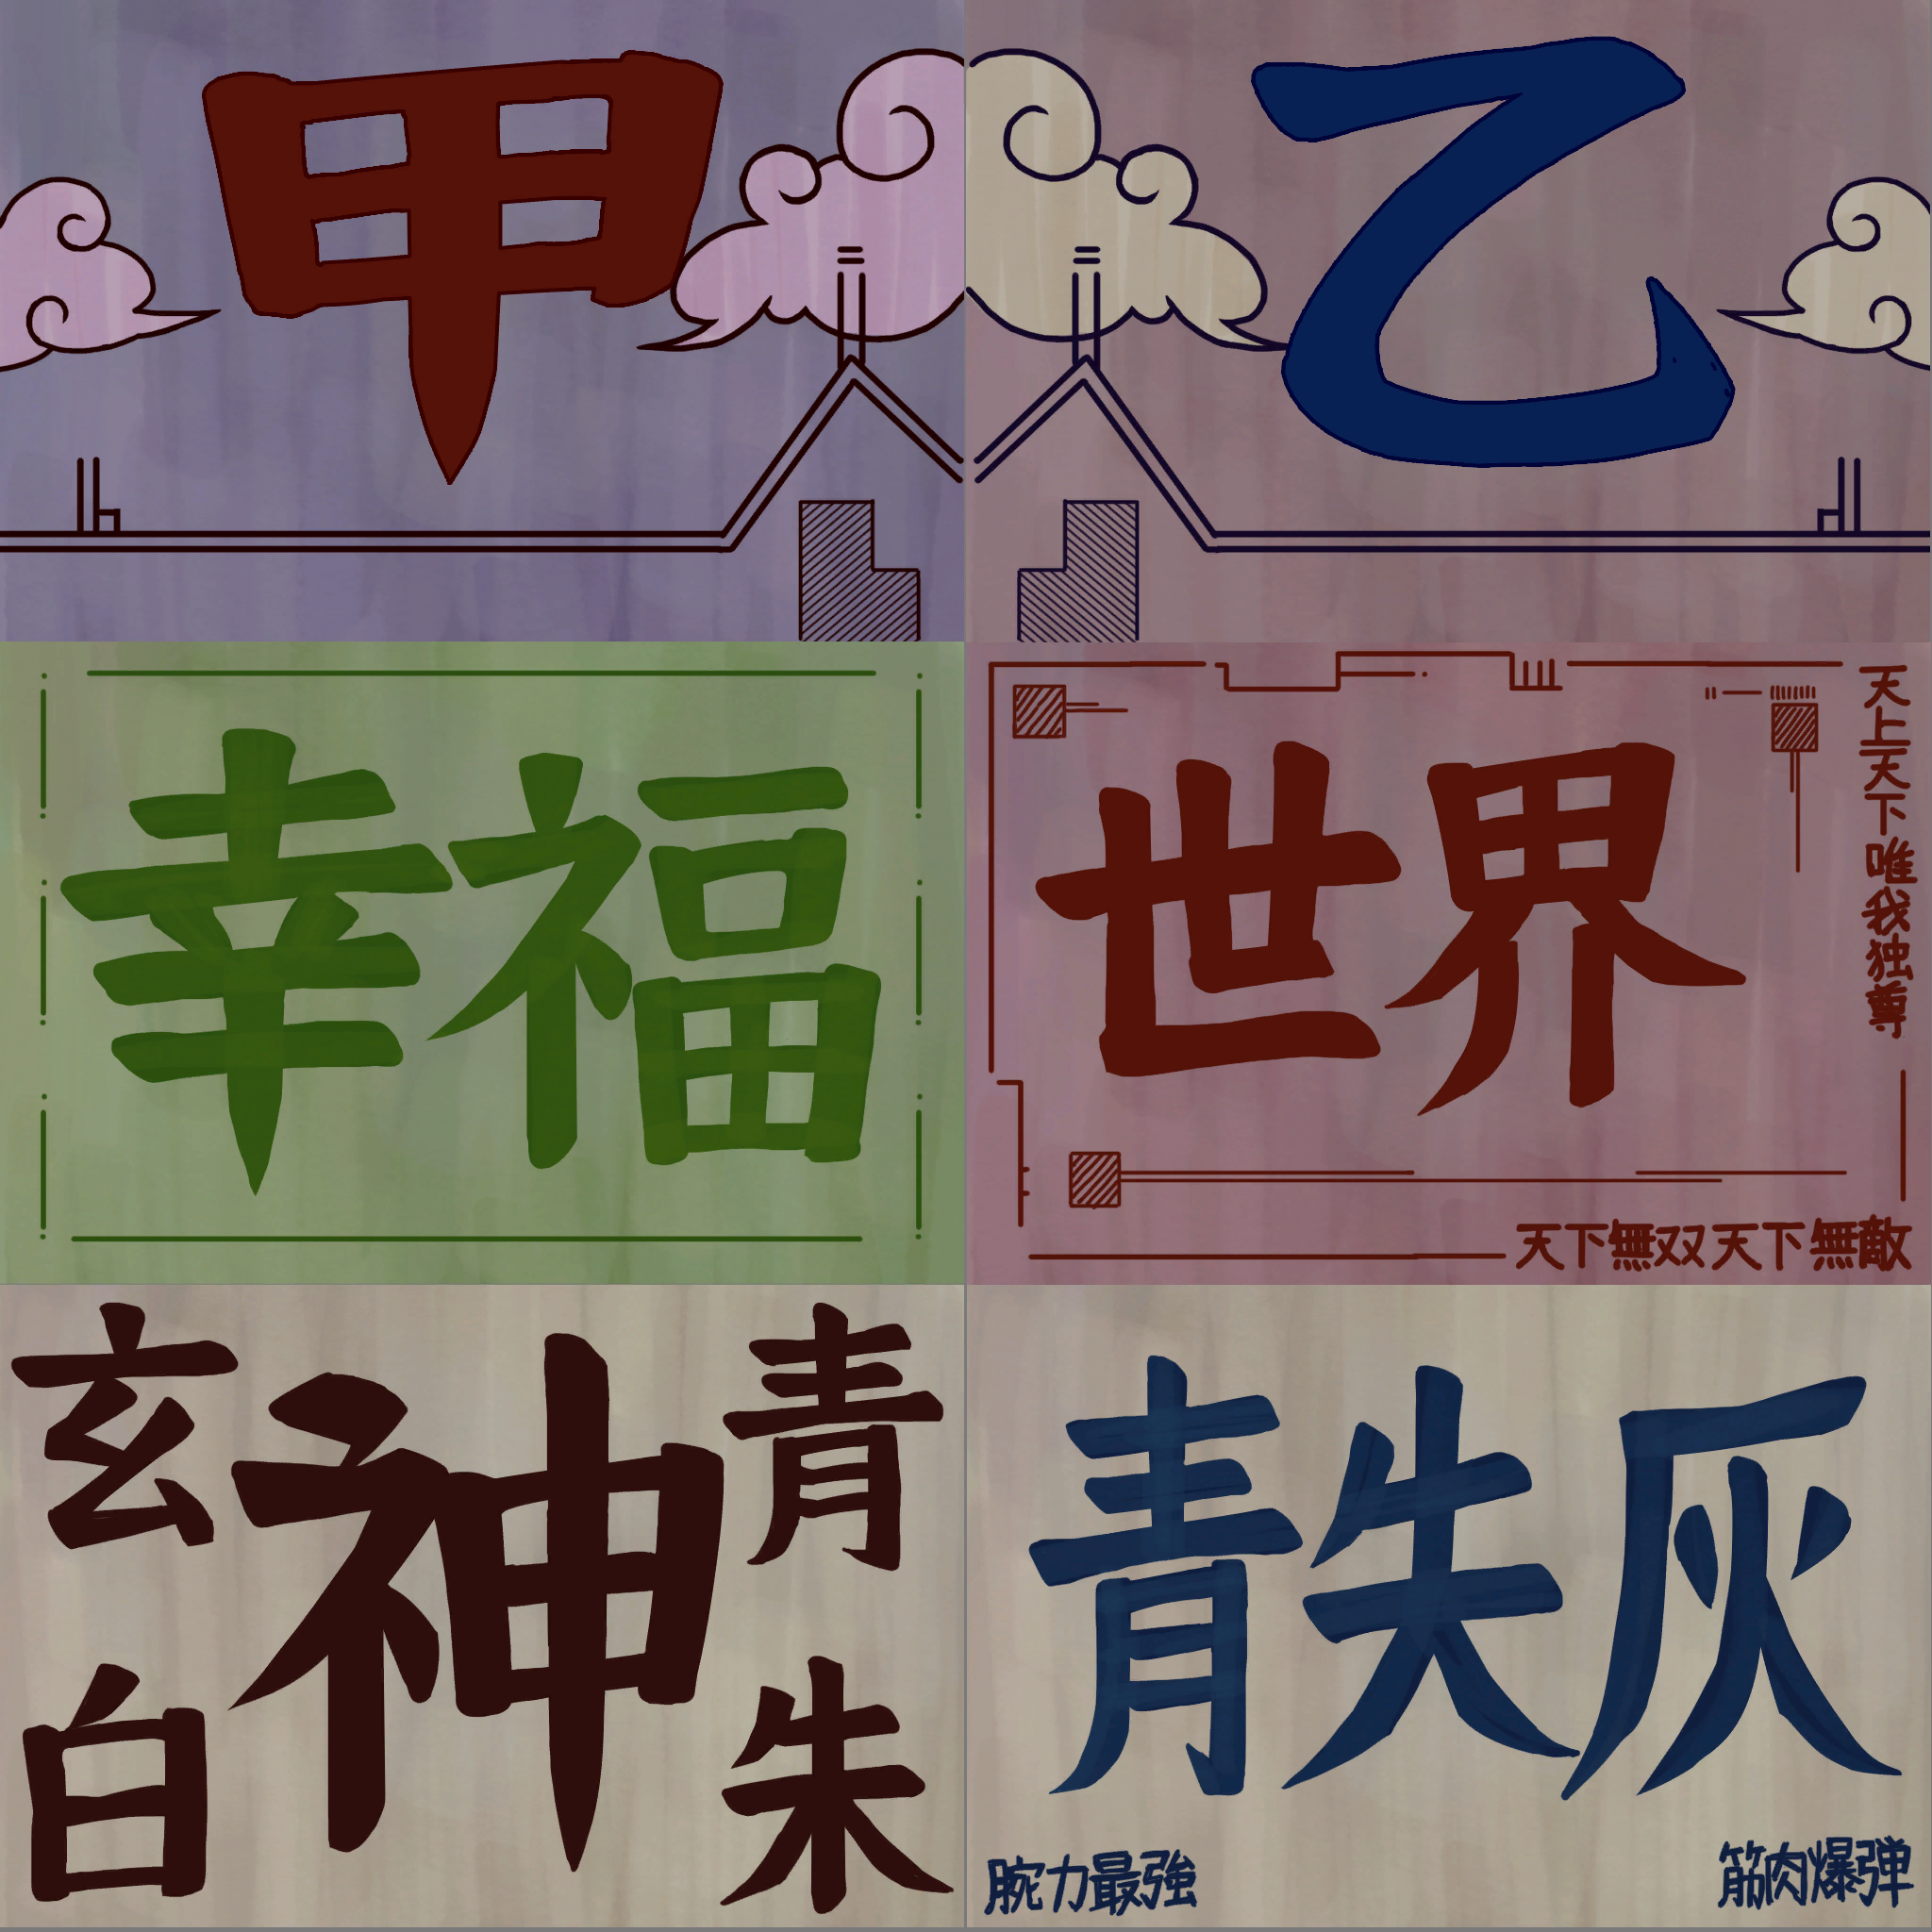 甲
乙
幸福
世界
天上天下唯我独尊
天下無双天下無敵
玄
神
青
白
朱
青失灰
腕力最強
筋肉爆弾